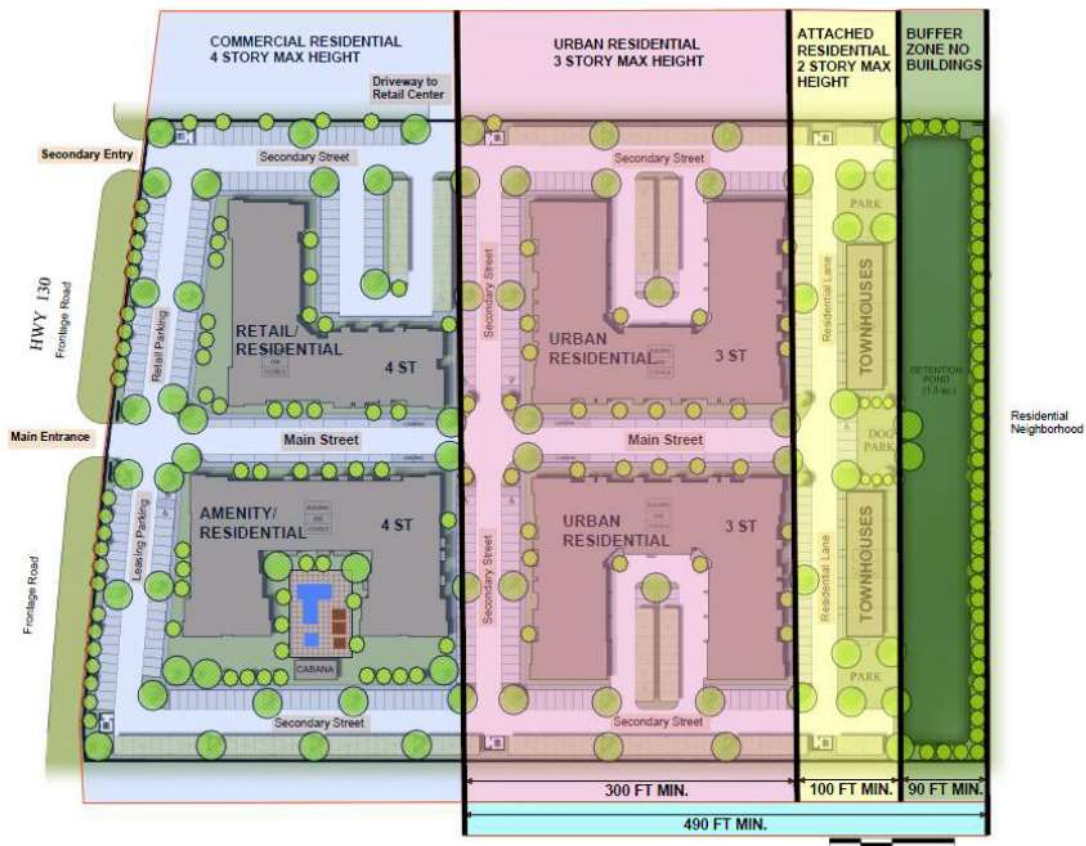 COMMERCIAL RESIDENTIAL
4 STORY MAX HEIGHT
URBAN RESIDENTIAL
3 STORY MAX HEIGHT
ATTACHED
RESIDENTIAL
2 STORY MAX
HEIGHT
BUFFER
ZONE NO
BUILDINGS
Driveway to
Retail Center
Secondary Entry
Secondary Street
Secondary Street
PARK
HWY 130
Frontage Road
Retail Parking
RETAIL/
RESIDENTIAL
4 ST
Secondary Street
URBAN
RESIDENTIAL
3 ST
Residential Lane
TOWNHOUSES
DETENTION
POND
Residential
Neighborhood
Main Entrance
Main Street
Main Street
DOG
PARK
Frontage Road
Leasing Parking
AMENITY/
RESIDENTIAL
4 ST
CABANA
Secondary Street
URBAN
RESIDENTIAL
3 ST
Residential Lane
TOWNHOUSES
PARK
Secondary Street
Secondary Street
300 FT MIN.
100 FT MIN.
90 FT MIN.
490 FT MIN.